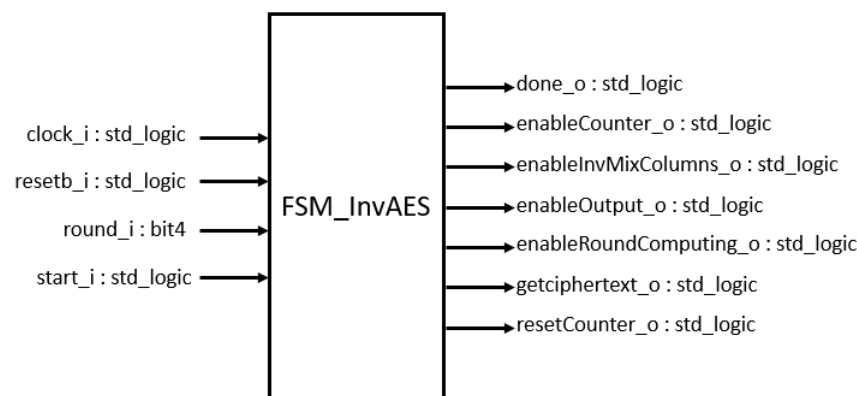 clock_i : std_logic
resetb_i : std_logic
round_i : bit4
start_i : std_logic
FSM_InvAES
done_o : std_logic
enableCounter_o : std_logic
enableInvMixColumns_o : std_logic
enableOutput_o : std_logic
enableRoundComputing_o : std_logic
getciphertext_o : std_logic
resetCounter_o : std_logic